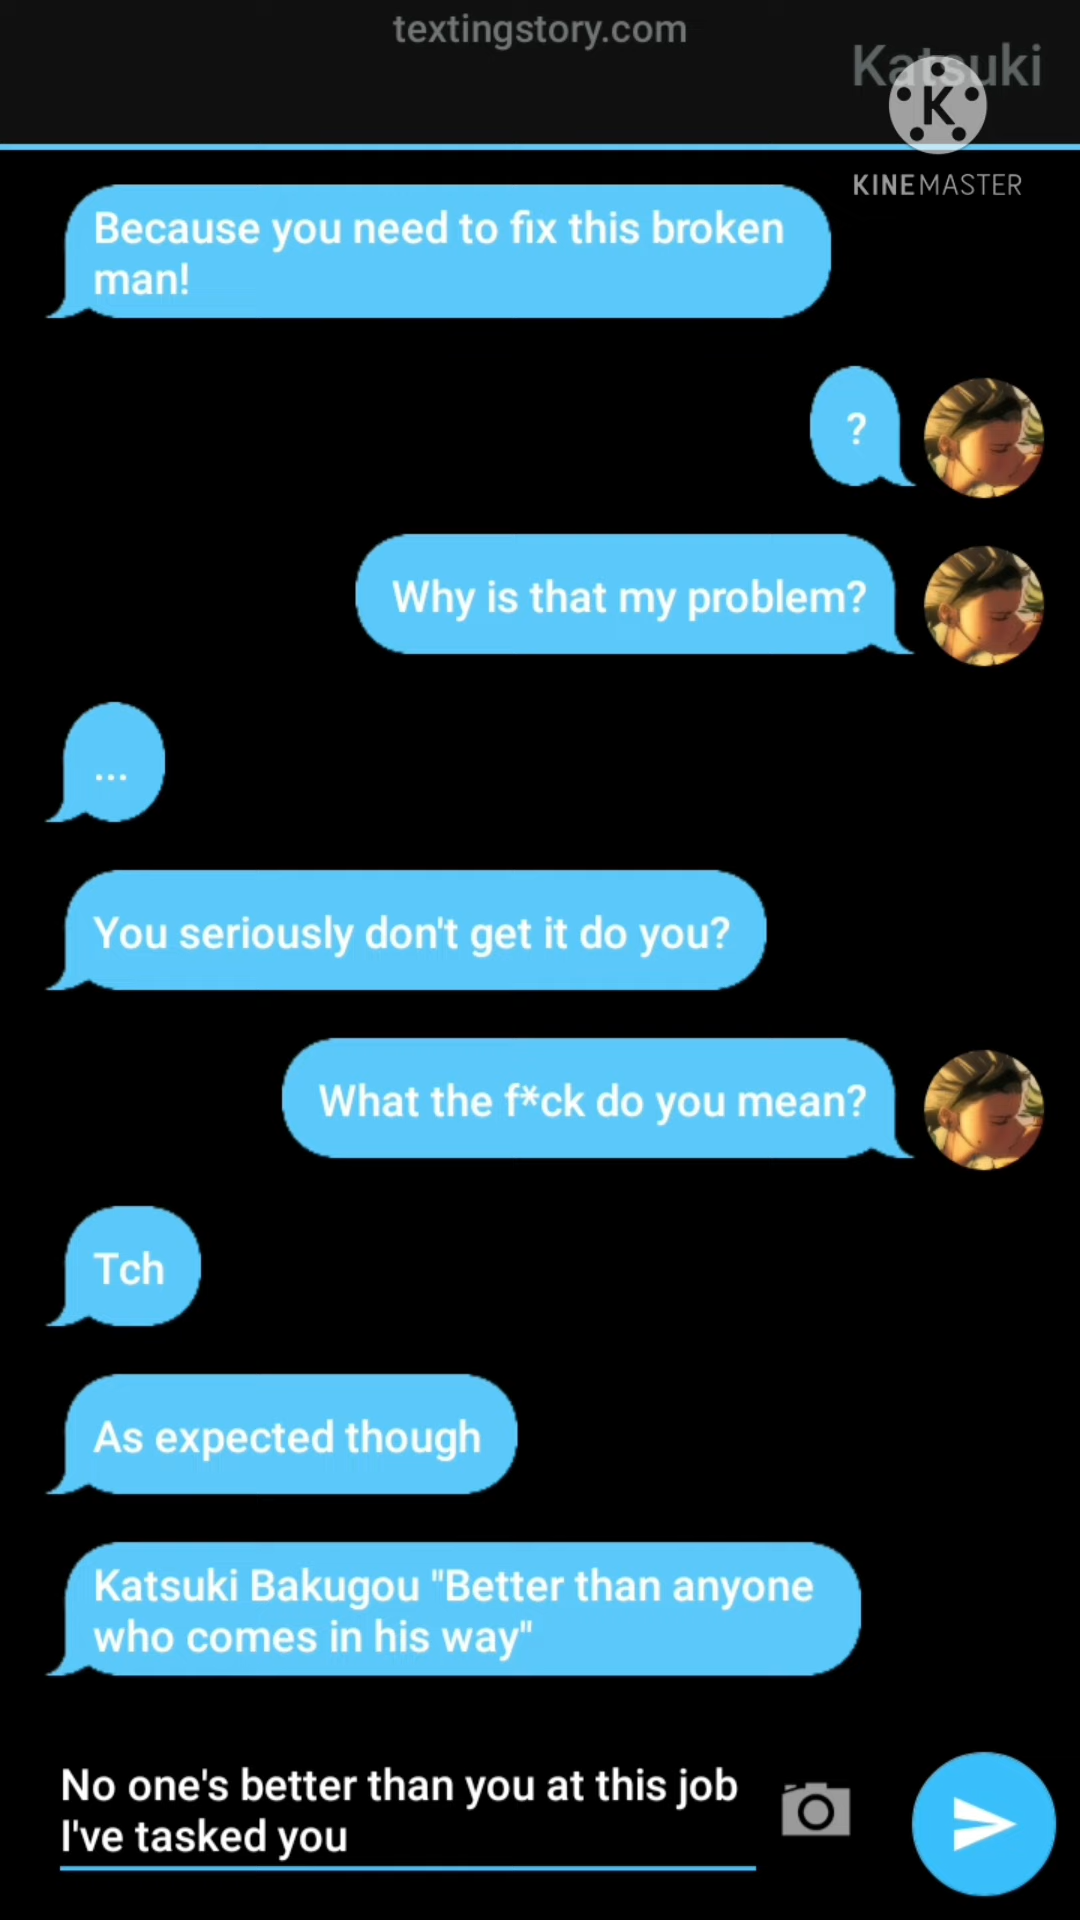 textingstory.com
Katsuki
K
KINEMASTER
Because you need to fix this broken
man!
?
Why is that my problem?
...
You seriously don't get it do you?
What the f*ck do you mean?
Tch
As expected though
Katsuki Bakugou "Better than anyone
who comes in his way"
No one's better than you at this job
I've tasked you